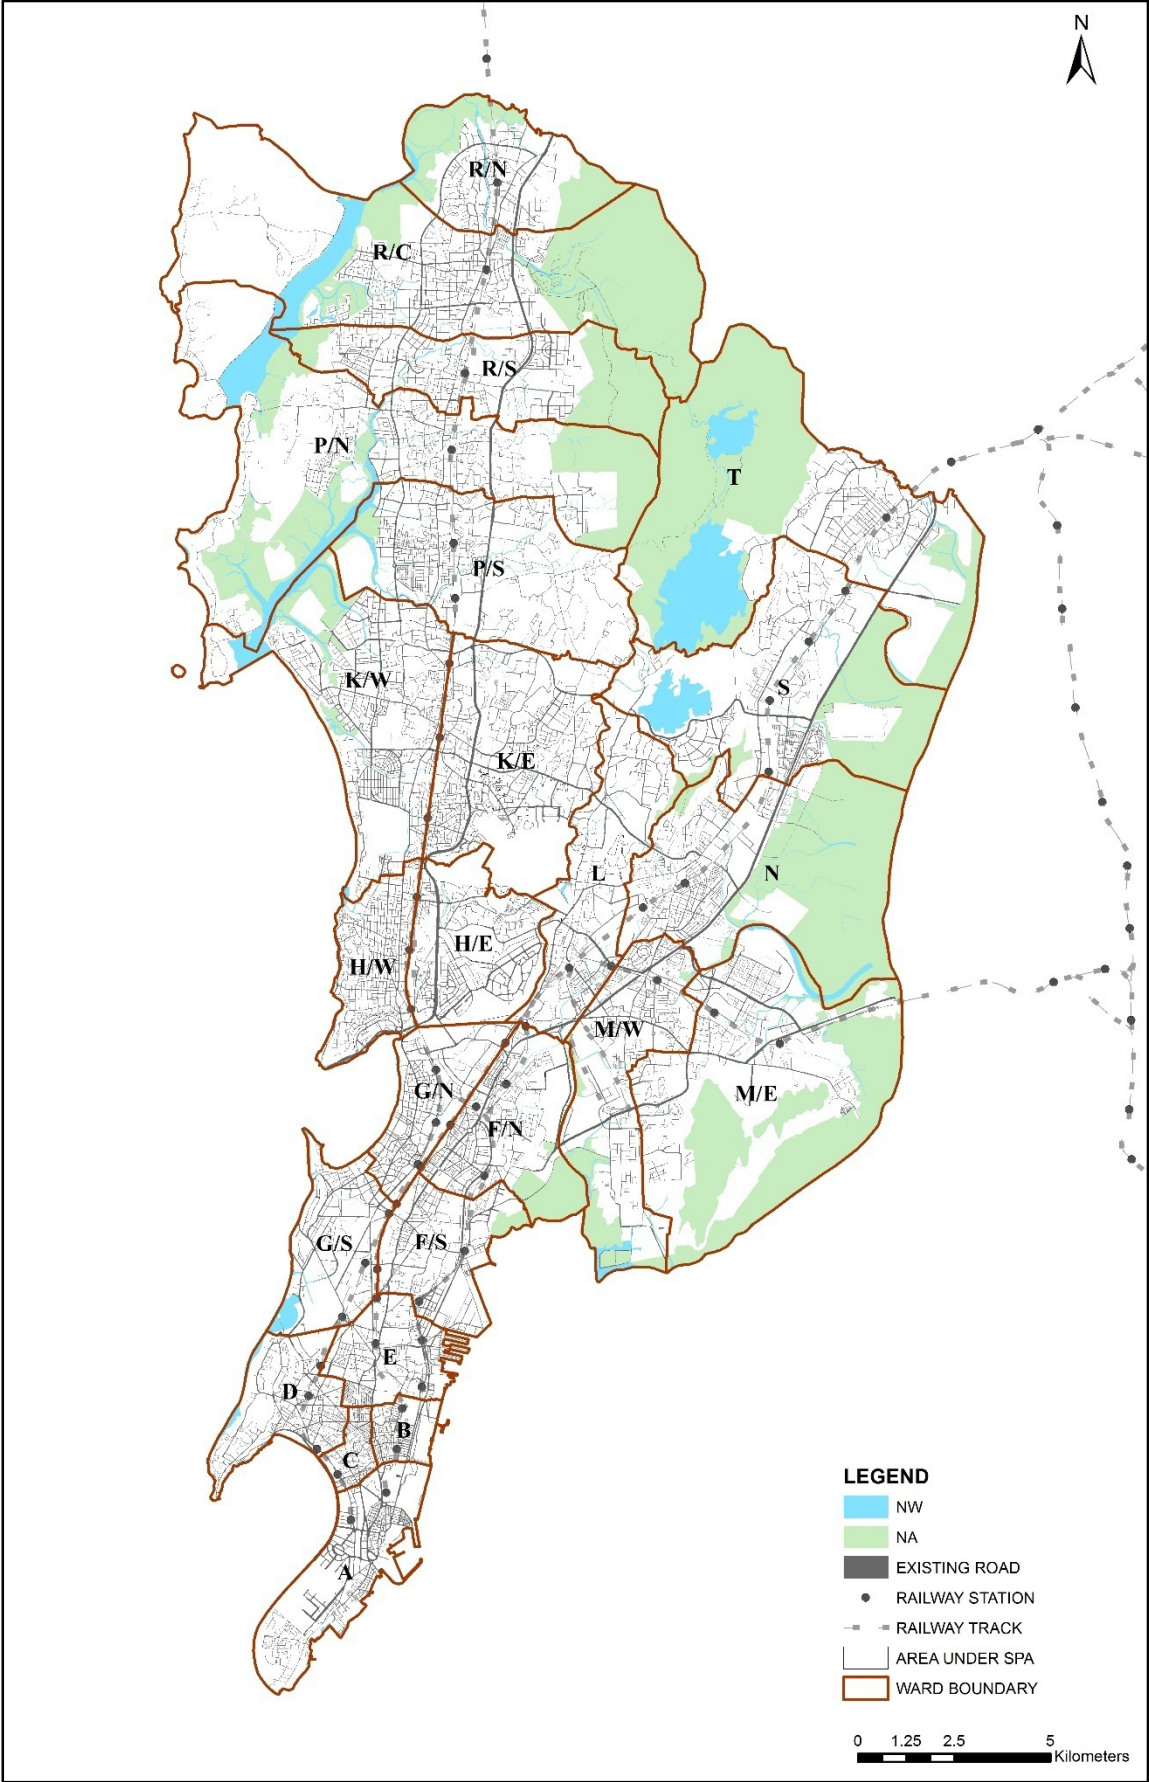 N
R/N
R/C
R/S
P/N
T
P/S
K/W
S
K/E
L
N
H/E
H/W
M/W
G/N
M/E
F/N
G/S
F/S
E
D
B
C
A
LEGEND
NW
NA
EXISTING ROAD
RAILWAY STATION
RAILWAY TRACK
AREA UNDER SPA
WARD BOUNDARY
0 1.25 2.5 5
Kilometers